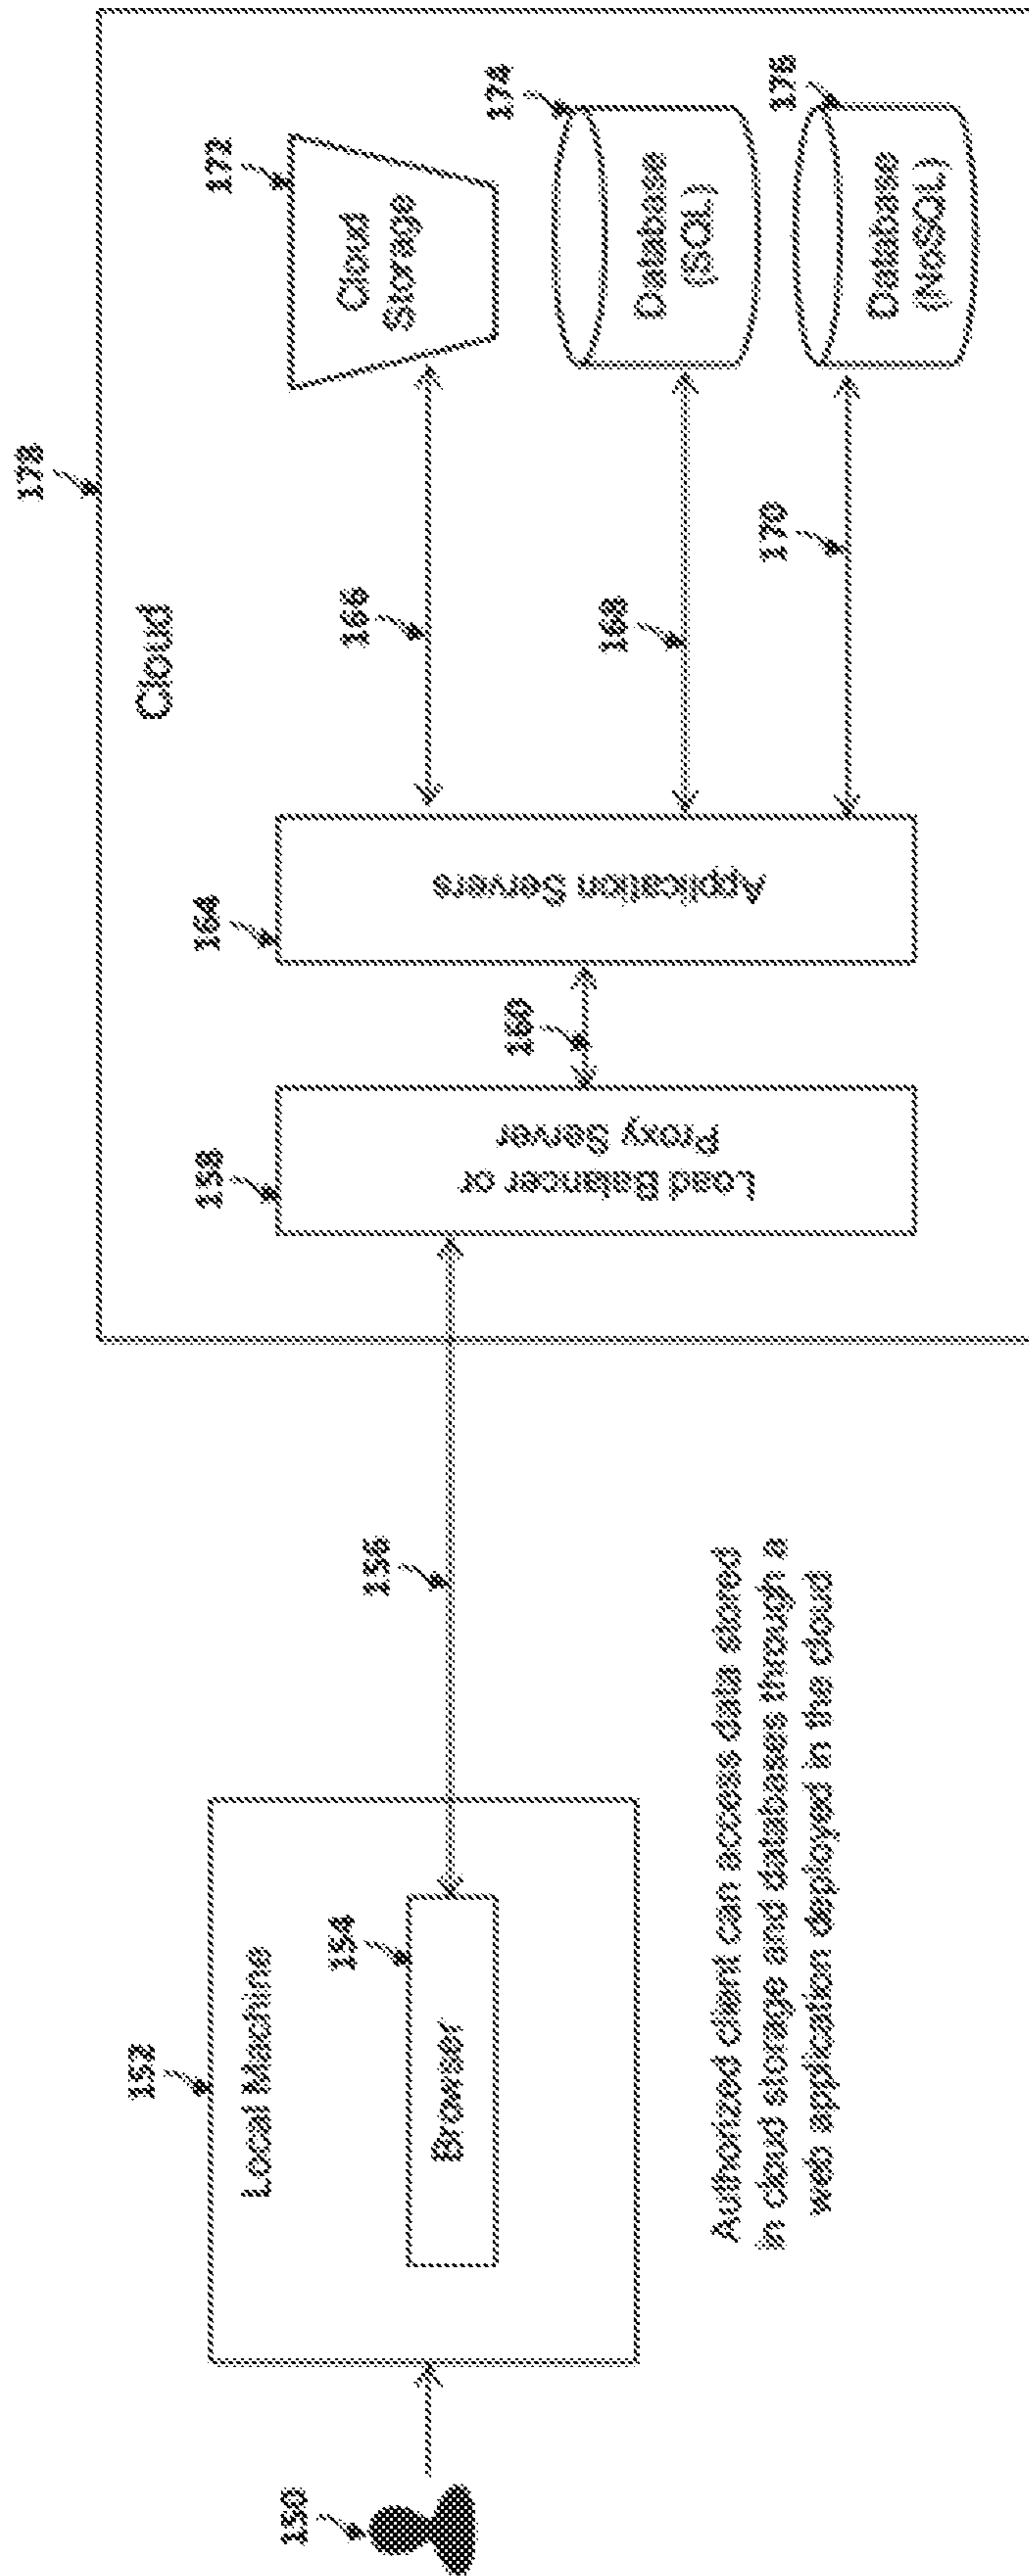 178
Cloud
172
Cloud
Storage
174
Database
(SQL)
176
Database
(NoSQL)
166
168
170
164
Application Servers
160
158
Load Balancer or
Proxy Server
156
152
Local Machine
154
Browser
150
Authorized client can access data stored
in cloud storage and databases through a
web application deployed in the cloud